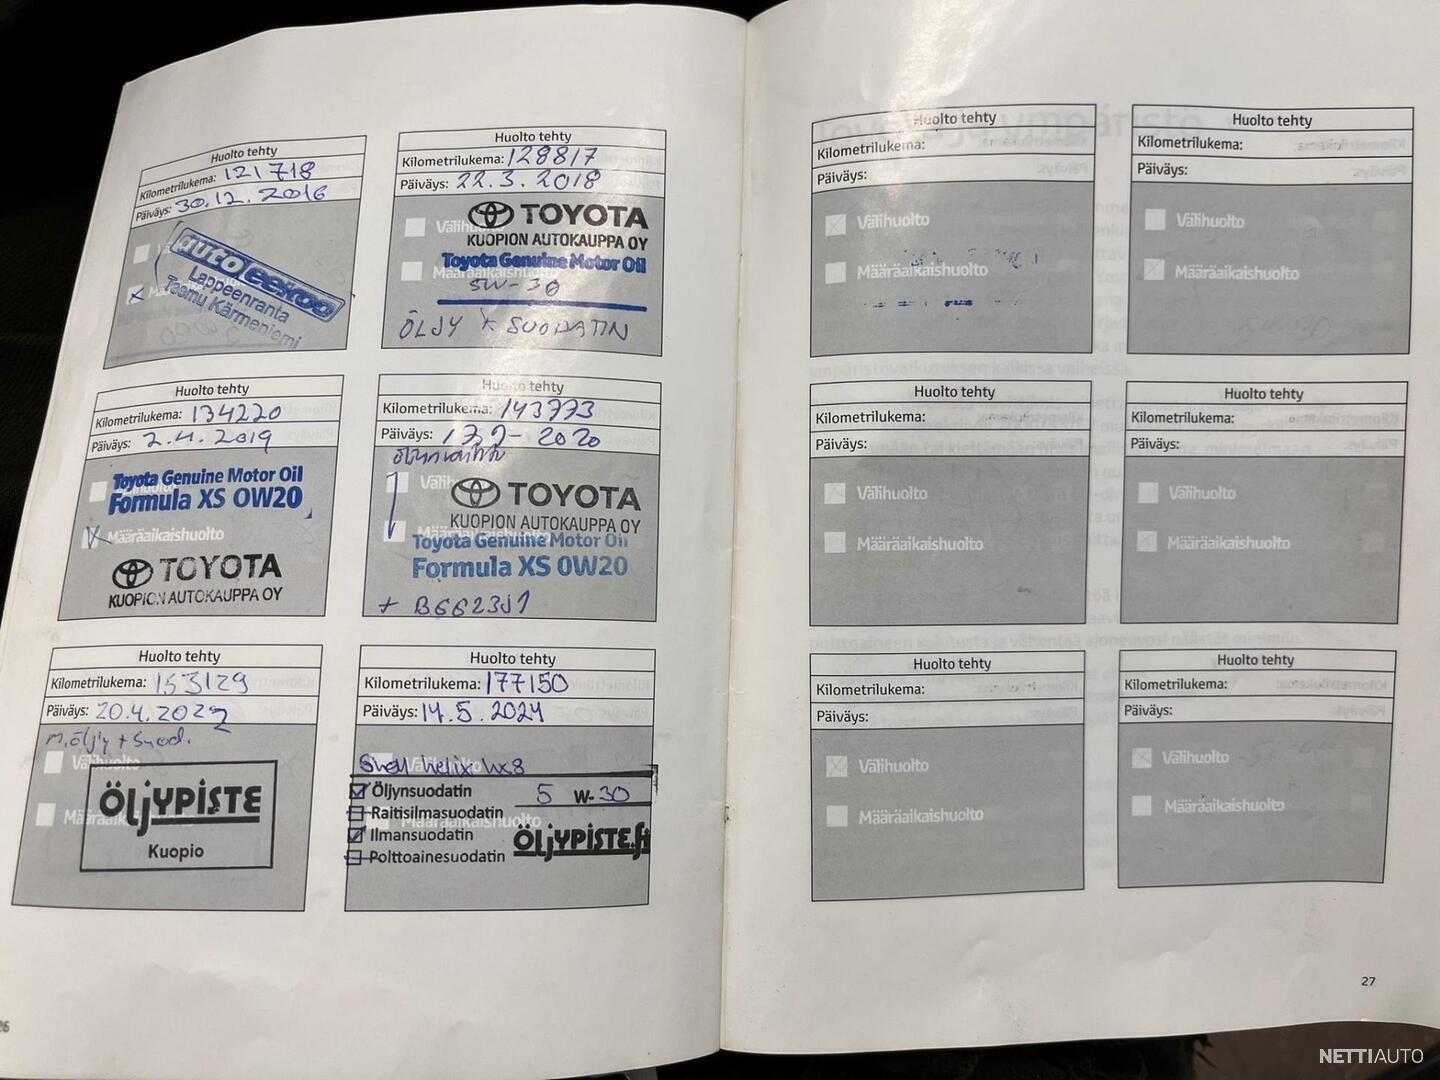 Huolto tehty
Kilometrilukema: 121718
Päiväys: 30.12.2016
auto eekoo
Lappeenranta
Teemu Kärmeniemi
Huolto tehty
Kilometrilukema: 128817
Päiväys: 22.3.2018
Välihuolto
TOYOTA
KUOPION AUTOKAUPPA OY
Toyota Genuine Motor Oil
5W-30
ÖLJY + SUODATIN
Huolto tehty
Kilometrilukema: 134220
Päiväys: 2.4.2019
Toyota Genuine Motor Oil
Formula XS 0W20
Määräaikaishuolto
TOYOTA
KUOPION AUTOKAUPPA OY
Huolto tehty
Kilometrilukema: 143773
Päiväys: 2020
öljynvaihto
TOYOTA
KUOPION AUTOKAUPPA OY
Määräaikaishuolto
Toyota Genuine Motor Oil
Formula XS 0W20
+ B6623J1
Huolto tehty
Kilometrilukema: 153129
Päiväys: 20.4.2022
m.öljy + suod.
Välihuolto
ÖLJYPISTE
Kuopio
Huolto tehty
Kilometrilukema: 177150
Päiväys: 14.5.2024
Shell helix hx8
Öljynsuodatin 5 W-30
Raitisilmasuodatin
Ilmansuodatin
ÖLJYPISTE.fi
Polttoainesuodatin
26
Huolto tehty
Kilometrilukema:
Päiväys:
Välihuolto
Määräaikaishuolto
Huolto tehty
Kilometrilukema:
Päiväys:
Välihuolto
Määräaikaishuolto
Huolto tehty
Kilometrilukema:
Päiväys:
Välihuolto
Määräaikaishuolto
Huolto tehty
Kilometrilukema:
Päiväys:
Välihuolto
Määräaikaishuolto
Huolto tehty
Kilometrilukema:
Päiväys:
Välihuolto
Määräaikaishuolto
Huolto tehty
Kilometrilukema:
Päiväys:
Välihuolto
Määräaikaishuolto
27
NETTIAUTO